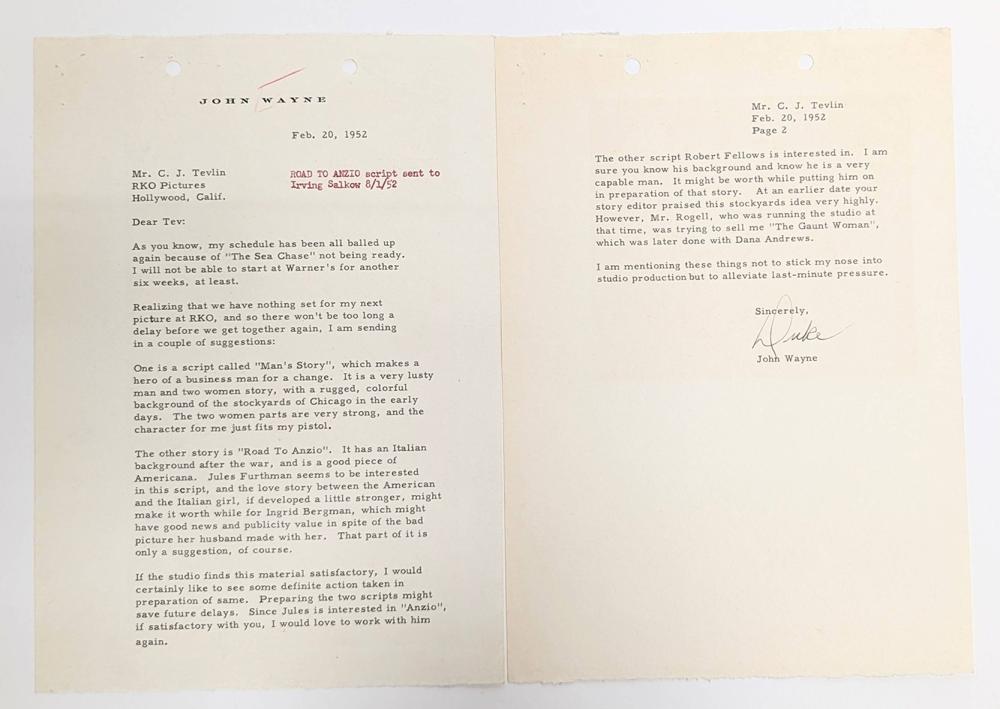 JOHN WAYNE
Feb. 20, 1952
Mr. C. J. Tevlin
RKO Pictures
Hollywood, Calif.
ROAD TO ANZIO script sent to
Irving Salkow 8/1/52
Dear Tev:
As you know, my schedule has been all balled up
again because of "The Sea Chase" not being ready.
I will not be able to start at Warner's for another
six weeks, at least.
Realizing that we have nothing set for my next
picture at RKO, and so there won't be too long a
delay before we get together again, I am sending
in a couple of suggestions:
One is a script called "Man's Story", which makes a
hero of a business man for a change. It is a very lusty
man and two women story, with a rugged, colorful
background of the stockyards of Chicago in the early
days. The two women parts are very strong, and the
character for me just fits my pistol.
The other story is "Road To Anzio". It has an Italian
background after the war, and is a good piece of
Americana. Jules Furthman seems to be interested
in this script, and the love story between the American
and the Italian girl, if developed a little stronger, might
make it worth while for Ingrid Bergman, which might
have good news and publicity value in spite of the bad
picture her husband made with her. That part of it is
only a suggestion, of course.
If the studio finds this material satisfactory, I would
certainly like to see some definite action taken in
preparation of same. Preparing the two scripts might
save future delays. Since Jules is interested in "Anzio",
if satisfactory with you, I would love to work with him
again.
Mr. C. J. Tevlin
Feb. 20, 1952
Page 2
The other script Robert Fellows is interested in. I am
sure you know his background and know he is a very
capable man. It might be worth while putting him on
in preparation of that story. At an earlier date your
story editor praised this stockyards idea very highly.
However, Mr. Rogell, who was running the studio at
that time, was trying to sell me "The Gaunt Woman",
which was later done with Dana Andrews.
I am mentioning these things not to stick my nose into
studio production but to alleviate last-minute pressure.
Sincerely,
Duke
John Wayne